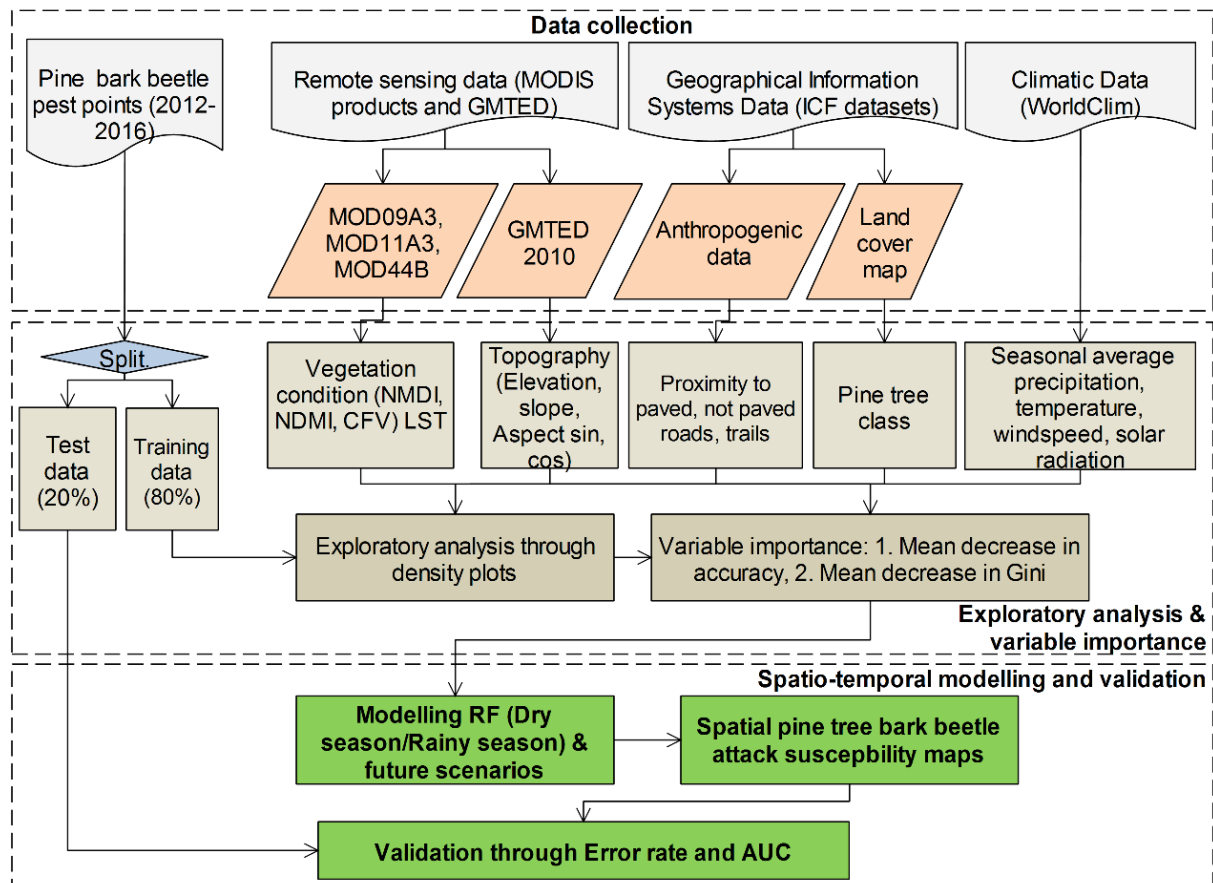 Data collection
Pine bark beetle
pest points (2012-
2016)
Remote sensing data (MODIS
products and GMTED)
Geographical Information
Systems Data (ICF datasets)
Climatic Data
(WorldClim)
MOD09A3,
MOD11A3,
MOD44B
GMTED
2010
Anthropogenic
data
Land
cover
map
Split.
Test
data
(20%)
Training
data
(80%)
Vegetation
condition (NMDI,
NDMI, CFV) LST
Topography
(Elevation,
slope,
Aspect sin,
cos)
Proximity to
paved, not paved
roads, trails
Pine tree
class
Seasonal average
precipitation,
temperature,
windspeed, solar
radiation
Exploratory analysis through
density plots
Variable importance: 1. Mean decrease in
accuracy, 2. Mean decrease in Gini
Exploratory analysis &
variable importance
Spatio-temporal modelling and validation
Modelling RF (Dry
season/Rainy season) &
future scenarios
Spatial pine tree bark beetle
attack suscepbility maps
Validation through Error rate and AUC